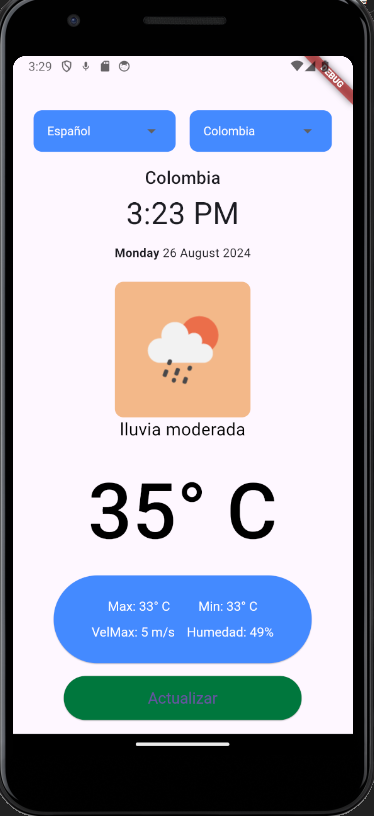 3:29
DEBUG
Español
Colombia
Colombia
3:23 PM
Monday 26 August 2024
lluvia moderada
35° C
Max: 33° C Min: 33° C
VelMax: 5 m/s Humedad: 49%
Actualizar